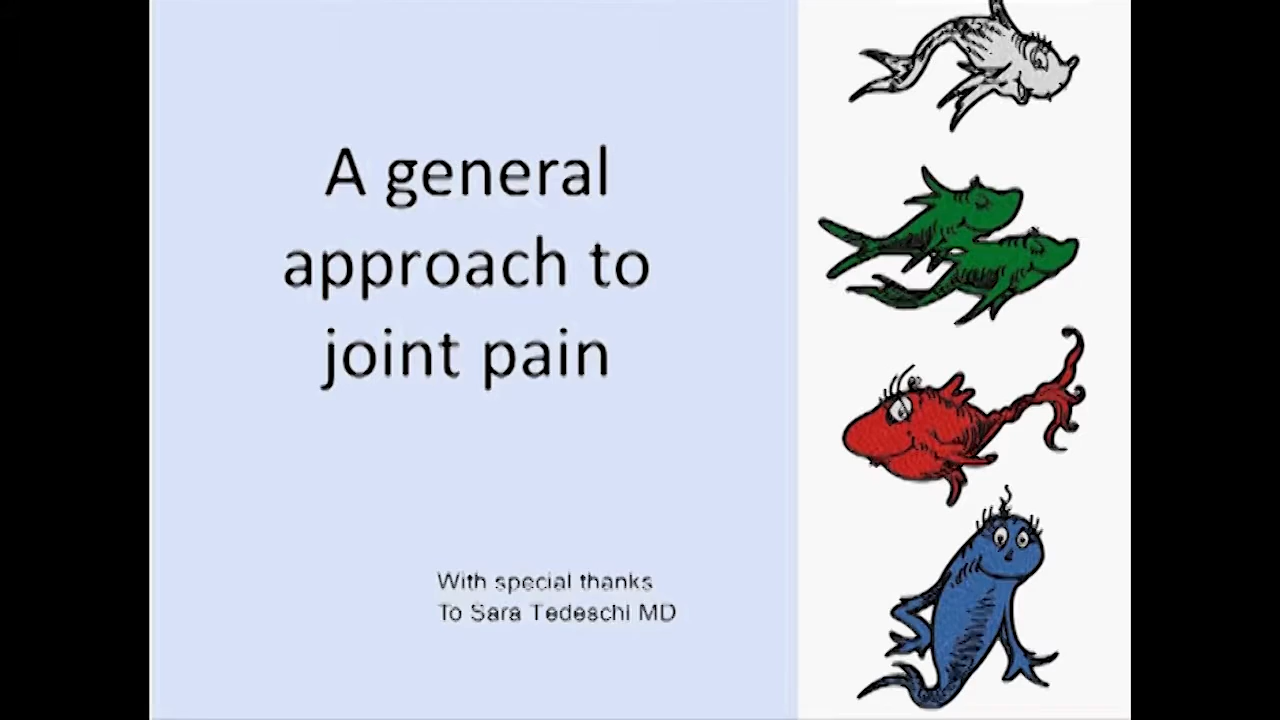 A general
approach to
joint pain
With special thanks
To Sara Tedeschi MD